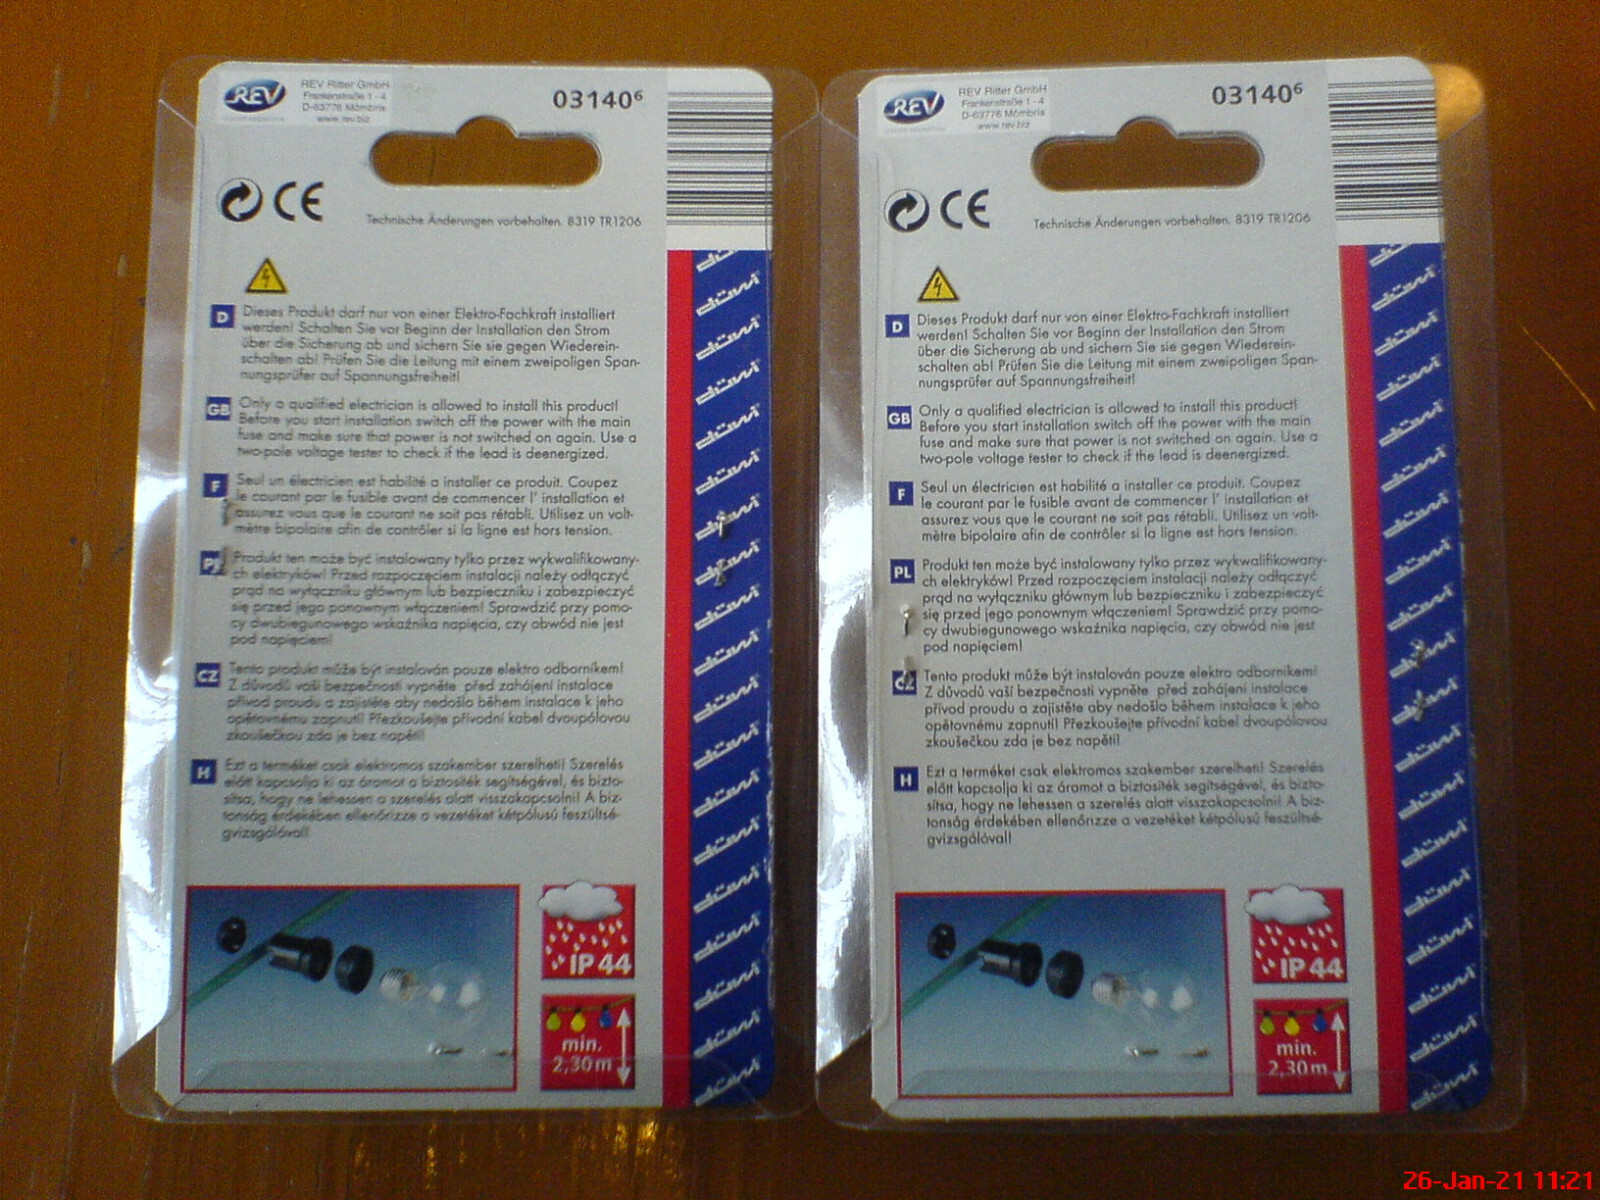 REV
REV Ritter GmbH
Frankenstraße 1 - 4
D-63776 Mömbris
www.rev.biz
03140⁶
CE
Technische Änderungen vorbehalten. 8319 TR1206
D
Dieses Produkt darf nur von einer Elektro-Fachkraft installiert
werden! Schalten Sie vor Beginn der Installation den Strom
über die Sicherung ab und sichern Sie sie gegen Wiederein-
schalten ab! Prüfen Sie die Leitung mit einem zweipoligen Span-
nungsprüfer auf Spannungsfreiheit!
GB
Only a qualified electrician is allowed to install this product!
Before you start installation switch off the power with the main
fuse and make sure that power is not switched on again. Use a
two-pole voltage tester to check if the lead is deenergized.
F
Seul un électricien est habilité a installer ce produit. Coupez
le courant par le fusible avant de commencer l' installation et
assurez vous que le courant ne soit pas rétabli. Utilisez un volt-
mètre bipolaire afin de contrôler si la ligne est hors tension.
PL
Produkt ten może być instalowany tylko przez wykwalifikowany-
ch elektryków! Przed rozpoczęciem instalacji należy odłączyć
prąd na wyłączniku głównym lub bezpieczniku i zabezpieczyć
się przed jego ponownym włączeniem! Sprawdzić przy pomo-
cy dwubiegunowego wskaźnika napięcia, czy obwód nie jest
pod napięciem!
CZ
Tento produkt může být instalován pouze elektro odborníkem!
Z důvodů vaší bezpečnosti vypněte před zahájení instalace
přívod proudu a zajistěte aby nedošlo během instalace k jeho
opětovnému zapnutí! Přezkoušejte přívodní kabel dvoupólovou
zkoušečkou zda je bez napětí!
H
Ezt a terméket csak elektromos szakember szerelheti! Szerelés
előtt kapcsolja ki az áramot a biztosíték segítségével, és bizto-
sítsa, hogy ne lehessen a szerelés alatt visszakapcsolni! A biz-
tonság érdekében ellenőrizze a vezetéket kétpólusú feszültsé-
gvizsgálóval!
IP 44
min.
2,30 m
düwi
REV
REV Ritter GmbH
Frankenstraße 1 - 4
D-63776 Mömbris
www.rev.biz
03140⁶
CE
Technische Änderungen vorbehalten. 8319 TR1206
D
Dieses Produkt darf nur von einer Elektro-Fachkraft installiert
werden! Schalten Sie vor Beginn der Installation den Strom
über die Sicherung ab und sichern Sie sie gegen Wiederein-
schalten ab! Prüfen Sie die Leitung mit einem zweipoligen Span-
nungsprüfer auf Spannungsfreiheit!
GB
Only a qualified electrician is allowed to install this product!
Before you start installation switch off the power with the main
fuse and make sure that power is not switched on again. Use a
two-pole voltage tester to check if the lead is deenergized.
F
Seul un électricien est habilité a installer ce produit. Coupez
le courant par le fusible avant de commencer l' installation et
assurez vous que le courant ne soit pas rétabli. Utilisez un volt-
mètre bipolaire afin de contrôler si la ligne est hors tension.
PL
Produkt ten może być instalowany tylko przez wykwalifikowany-
ch elektryków! Przed rozpoczęciem instalacji należy odłączyć
prąd na wyłączniku głównym lub bezpieczniku i zabezpieczyć
się przed jego ponownym włączeniem! Sprawdzić przy pomo-
cy dwubiegunowego wskaźnika napięcia, czy obwód nie jest
pod napięciem!
CZ
Tento produkt může být instalován pouze elektro odborníkem!
Z důvodů vaší bezpečnosti vypněte před zahájení instalace
přívod proudu a zajistěte aby nedošlo během instalace k jeho
opětovnému zapnutí! Přezkoušejte přívodní kabel dvoupólovou
zkoušečkou zda je bez napětí!
H
Ezt a terméket csak elektromos szakember szerelheti! Szerelés
előtt kapcsolja ki az áramot a biztosíték segítségével, és bizto-
sítsa, hogy ne lehessen a szerelés alatt visszakapcsolni! A biz-
tonság érdekében ellenőrizze a vezetéket kétpólusú feszültsé-
gvizsgálóval!
IP 44
min.
2,30 m
düwi
26-Jan-21 11:21